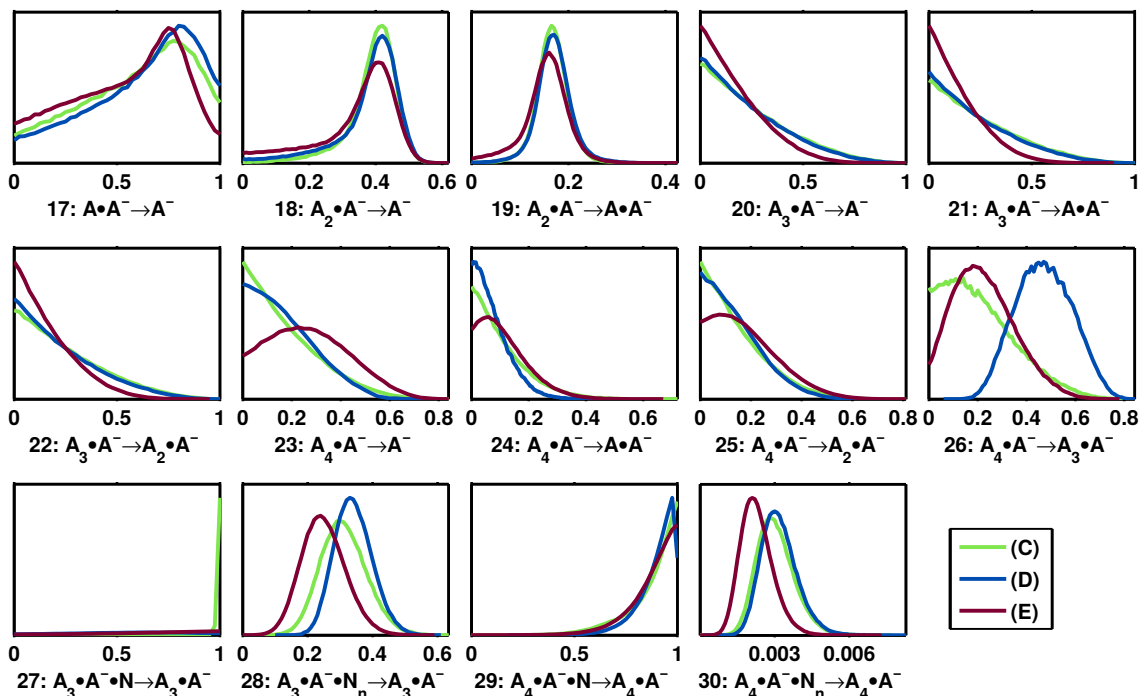 0 0.5 1 0 0.2 0.4 0.6 0 0.2 0.4 0 0.5 1 0 0.5 1
17: A•A⁻→A⁻ 18: A₂•A⁻→A⁻ 19: A₂•A⁻→A•A⁻ 20: A₃•A⁻→A⁻ 21: A₃•A⁻→A•A⁻
0 0.5 1 0 0.2 0.4 0.6 0.8 0 0.2 0.4 0.6 0 0.2 0.4 0.6 0.8 0 0.2 0.4 0.6 0.8
22: A₃•A⁻→A₂•A⁻ 23: A₄•A⁻→A⁻ 24: A₄•A⁻→A•A⁻ 25: A₄•A⁻→A₂•A⁻ 26: A₄•A⁻→A₃•A⁻
(C)
(D)
(E)
0 0.5 1 0 0.2 0.4 0.6 0 0.5 1 0.003 0.006
27: A₃•A⁻•N→A₃•A⁻ 28: A₃•A⁻•Nₙ→A₃•A⁻ 29: A₄•A⁻•N→A₄•A⁻ 30: A₄•A⁻•Nₙ→A₄•A⁻